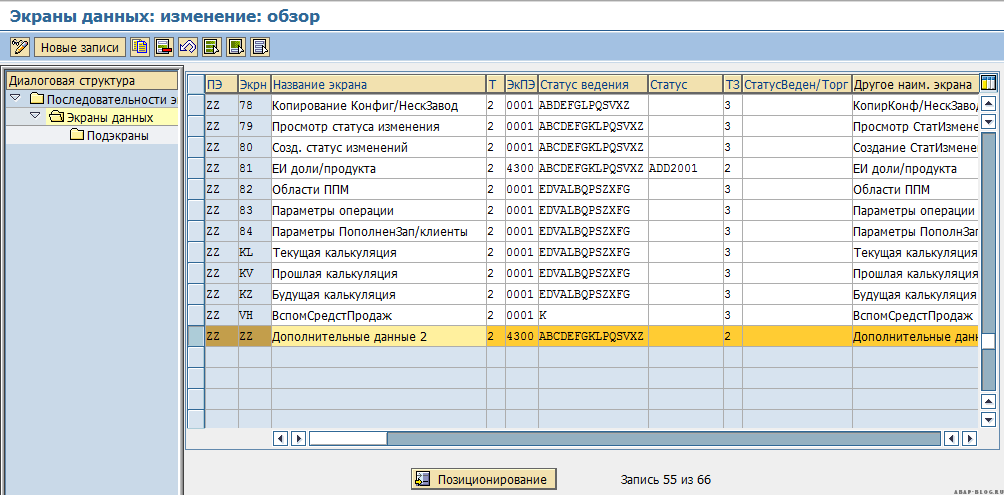 Экраны данных: изменение: обзор
Новые записи
Диалоговая структура
Последовательности э
Экраны данных
Подэкраны
ПЭ Экрн Название экрана Т ЭкПЭ Статус ведения Статус ТЗ СтатусВеден/Торг Другое наим. экрана
ZZ 78 Копирование Конфиг/НескЗавод 2 0001 ABDEFGLPQSVXZ 3 КопирКонф/НескЗавод
ZZ 79 Просмотр статуса изменения 2 0001 ABCDEFGKLPQSVXZ 3 Просмотр СтатИзмене
ZZ 80 Созд. статус изменений 2 0001 ABCDEFGKLPQSVXZ 3 Создание СтатИзмене
ZZ 81 ЕИ доли/продукта 2 4300 ABCDEFGKLPQSVXZ ADD2001 2 ЕИ доли/продукта
ZZ 82 Области ППМ 2 0001 EDVALBQPSZXFG 3 Области ППМ
ZZ 83 Параметры операции 2 0001 EDVALBQPSZXFG 3 Параметры операции
ZZ 84 Параметры ПополненЗап/клиенты 2 0001 EDVALBQPSZXFG 3 Параметры ПополнЗап
ZZ KL Текущая калькуляция 2 0001 EDVALBQPSZXFG 3 Текущая калькуляция
ZZ KV Прошлая калькуляция 2 0001 EDVALBQPSZXFG 3 Прошлая калькуляция
ZZ KZ Будущая калькуляция 2 0001 EDVALBQPSZXFG 3 Будущая калькуляция
ZZ VH ВспомСредстПродаж 2 0001 K 3 ВспомСредстПродаж
ZZ ZZ Дополнительные данные 2 2 4300 ABCDEFGKLPQSVXZ 2 Дополнительные данн
Позиционирование
Запись 55 из 66
ABAP-BLOG.RU